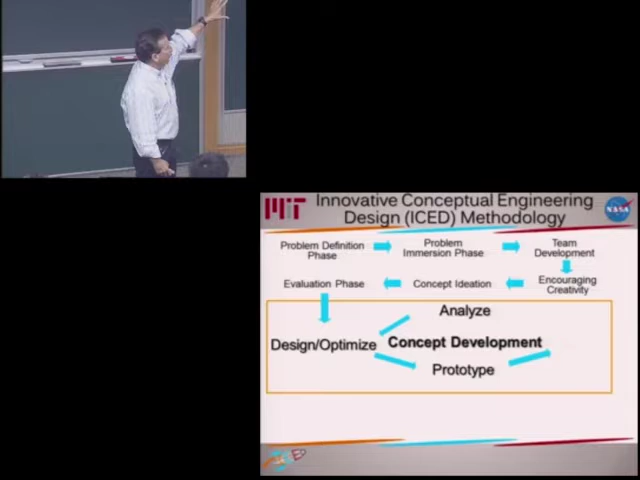 MIT
Innovative Conceptual Engineering
Design (ICED) Methodology
NASA
Problem Definition
Phase
Problem
Immersion Phase
Team
Development
Evaluation Phase
Concept Ideation
Encouraging
Creativity
Analyze
Design/Optimize
Concept Development
Prototype